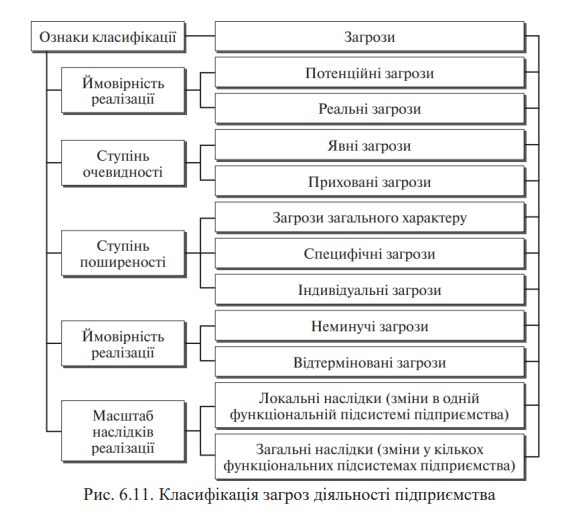 Ознаки класифікації
Загрози
Ймовірність
реалізації
Потенційні загрози
Реальні загрози
Ступінь
очевидності
Явні загрози
Приховані загрози
Ступінь
поширеності
Загрози загального характеру
Специфічні загрози
Індивідуальні загрози
Ймовірність
реалізації
Неминучі загрози
Відтерміновані загрози
Масштаб
наслідків
реалізації
Локальні наслідки (зміни в одній
функціональній підсистемі підприємства)
Загальні наслідки (зміни у кількох
функціональних підсистемах підприємства)
Рис. 6.11. Класифікація загроз діяльності підприємства